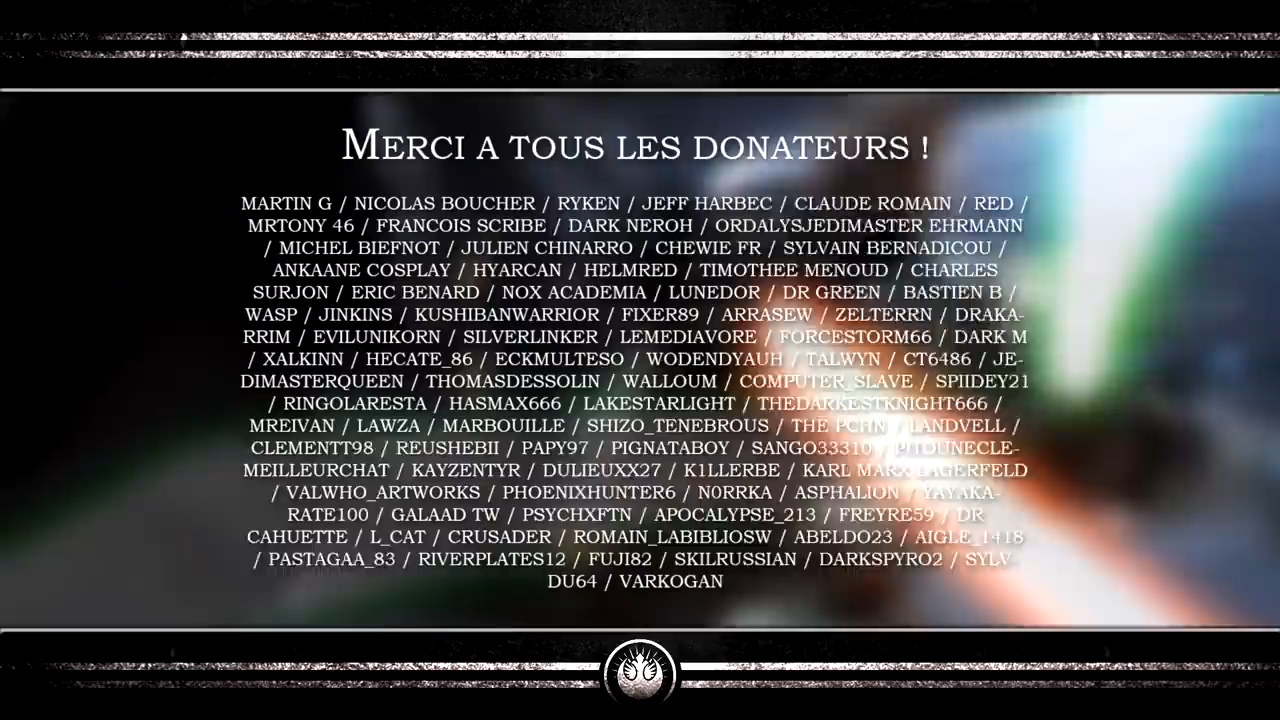 MERCI A TOUS LES DONATEURS !
MARTIN G / NICOLAS BOUCHER / RYKEN / JEFF HARBEC / CLAUDE ROMAIN / RED /
MRTONY 46 / FRANCOIS SCRIBE / DARK NEROH / ORDALYSJEDIMASTER EHRMANN
/ MICHEL BIEFNOT / JULIEN CHINARRO / CHEWIE FR / SYLVAIN BERNADICOU /
ANKAANE COSPLAY / HYARCAN / HELMRED / TIMOTHEE MENOUD / CHARLES
SURJON / ERIC BENARD / NOX ACADEMIA / LUNEDOR / DR GREEN / BASTIEN B /
WASP / JINKINS / KUSHIBANWARRIOR / FIXER89 / ARRASEW / ZELTERRN / DRAKA-
RRIM / EVILUNIKORN / SILVERLINKER / LEMEDIAVORE / FORCESTORM66 / DARK M
/ XALKINN / HECATE_86 / ECKMULTESO / WODENDYAUH / TALWYN / CT6486 / JE-
DIMASTERQUEEN / THOMASDESSOLIN / WALLOUM / COMPUTER_SLAVE / SPIIDEY21
/ RINGOLARESTA / HASMAX666 / LAKESTARLIGHT / THEDARKESTKNIGHT666 /
MREIVAN / LAWZA / MARBOUILLE / SHIZO_TENEBROUS / THE PCHN / LANDVELL /
CLEMENTT98 / REUSHEBII / PAPY97 / PIGNATABOY / SANGO33310 / PITOUNECLE-
MEILLEURCHAT / KAYZENTYR / DULIEUXX27 / K1LLERBE / KARL MARX LAGERFELD
/ VALWHO_ARTWORKS / PHOENIXHUNTER6 / N0RRKA / ASPHALION / YAYAKA-
RATE100 / GALAAD TW / PSYCHXFTN / APOCALYPSE_213 / FREYRE59 / DR
CAHUETTE / L_CAT / CRUSADER / ROMAIN_LABIBLIOSW / ABELDO23 / AIGLE_1418
/ PASTAGAA_83 / RIVERPLATES12 / FUJI82 / SKILRUSSIAN / DARKSPYRO2 / SYLV-
DU64 / VARKOGAN